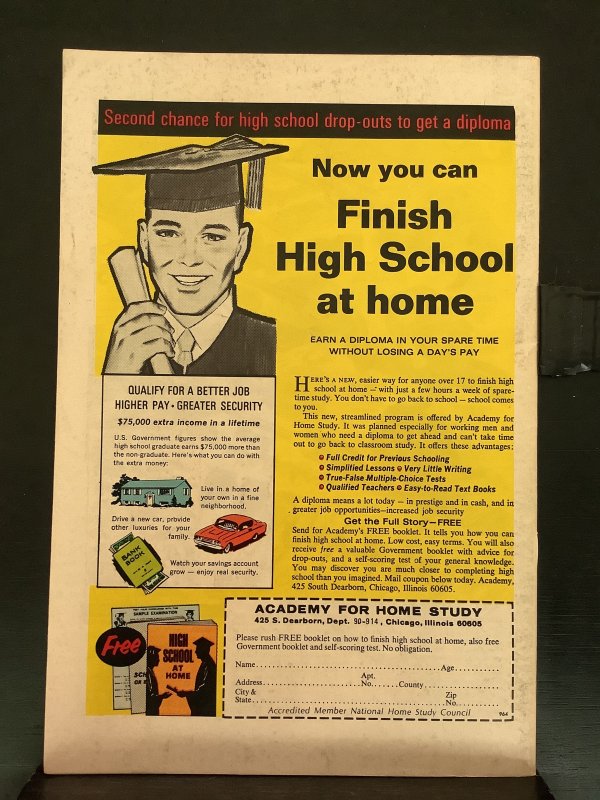 Second chance for high school drop-outs to get a diploma
Now you can
Finish
High School
at home
EARN A DIPLOMA IN YOUR SPARE TIME
WITHOUT LOSING A DAY'S PAY
QUALIFY FOR A BETTER JOB
HIGHER PAY • GREATER SECURITY
$75,000 extra income in a lifetime
U.S. Government figures show the average
high school graduate earns $75,000 more than
the non-graduate. Here's what you can do with
the extra money:
Live in a home of
your own in a fine
neighborhood.
Drive a new car, provide
other luxuries for your
family.
BANK
BOOK
Watch your savings account
grow — enjoy real security.
HERE'S A NEW, easier way for anyone over 17 to finish high
school at home — with just a few hours a week of spare-
time study. You don't have to go back to school — school comes
to you.
This new, streamlined program is offered by Academy for
Home Study. It was planned especially for working men and
women who need a diploma to get ahead and can't take time
out to go back to classroom study. It offers these advantages:
Full Credit for Previous Schooling
Simplified Lessons Very Little Writing
True-False Multiple-Choice Tests
Qualified Teachers Easy-to-Read Text Books
A diploma means a lot today — in prestige and in cash, and in
greater job opportunities—increased job security
Get the Full Story—FREE
Send for Academy's FREE booklet. It tells you how you can
finish high school at home. Low cost, easy terms. You will also
receive free a valuable Government booklet with advice for
drop-outs, and a self-scoring test of your general knowledge.
You may discover you are much closer to completing high
school than you imagined. Mail coupon below today. Academy,
425 South Dearborn, Chicago, Illinois 60605.
SAMPLE EXAMINATION
Free
HIGH
SCHOOL
AT
HOME
ACADEMY FOR HOME STUDY
425 S. Dearborn, Dept. 90-914, Chicago, Illinois 60605
Please rush FREE booklet on how to finish high school at home, also free
Government booklet and self-scoring test. No obligation.
Name Age
Address Apt. No. County
City & State Zip No.
Accredited Member National Home Study Council 964